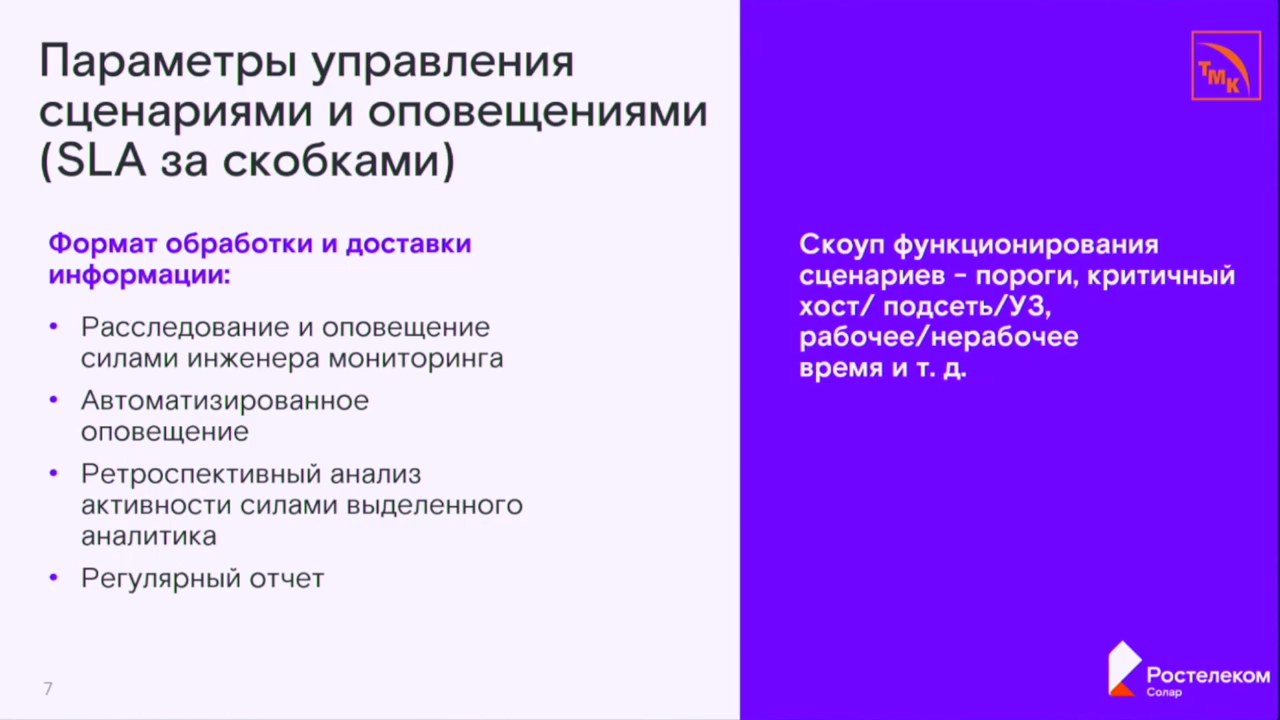 Параметры управления
сценариями и оповещениями
(SLA за скобками)
Формат обработки и доставки
информации:
• Расследование и оповещение
силами инженера мониторинга
• Автоматизированное
оповещение
• Ретроспективный анализ
активности силами выделенного
аналитика
• Регулярный отчет
7
ТМК
Скоуп функционирования
сценариев – пороги, критичный
хост/ подсеть/УЗ,
рабочее/нерабочее
время и т. д.
Ростелеком
Солар